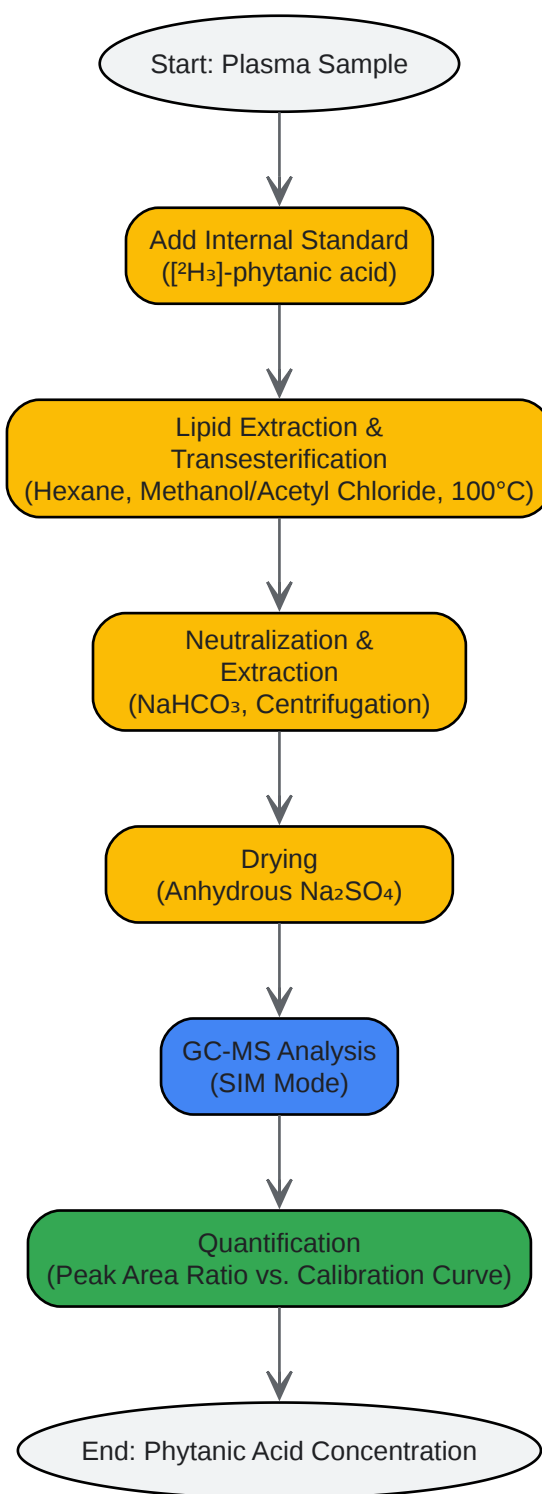 Start: Plasma Sample
Add Internal Standard
([²H₃]-phytanic acid)
Lipid Extraction &
Transesterification
(Hexane, Methanol/Acetyl Chloride, 100°C)
Neutralization &
Extraction
(NaHCO₃, Centrifugation)
Drying
(Anhydrous Na₂SO₄)
GC-MS Analysis
(SIM Mode)
Quantification
(Peak Area Ratio vs. Calibration Curve)
End: Phytanic Acid Concentration